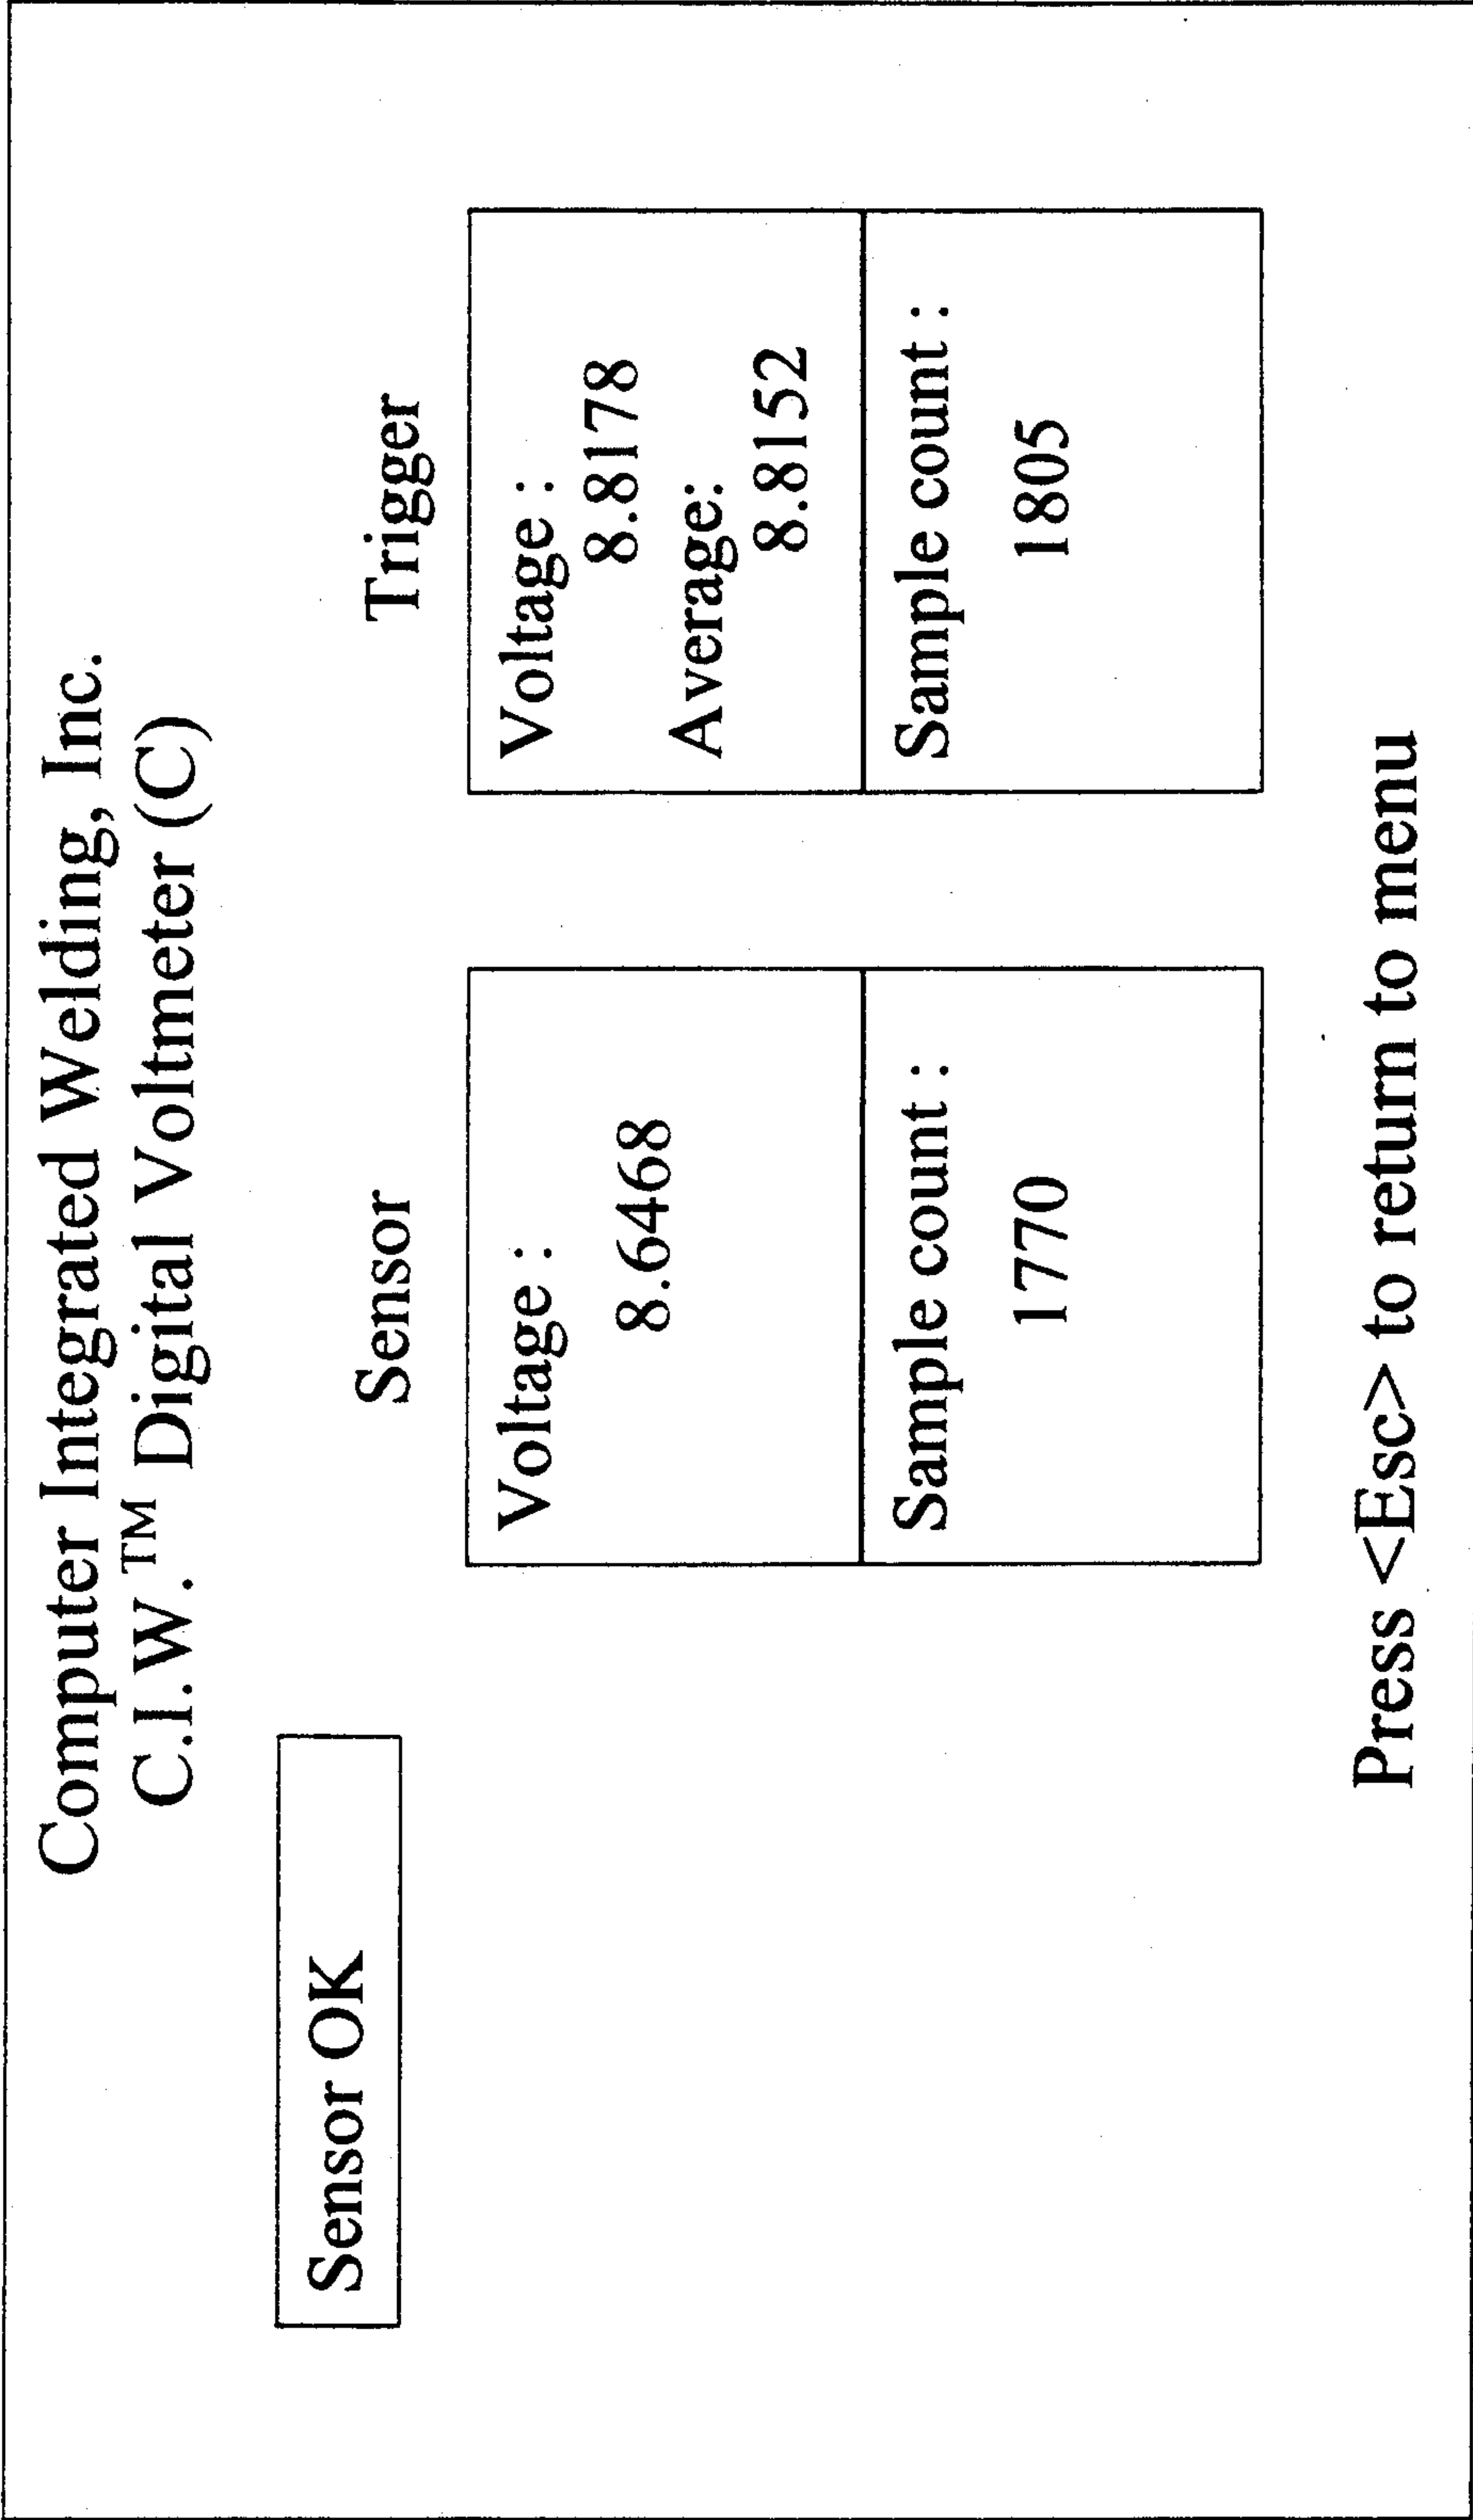 Computer Integrated Welding, Inc.
C.I.W.™ Digital Voltmeter (C)
Sensor OK
Sensor
Voltage :
8.6468
Sample count :
1770
Trigger
Voltage :
8.8178
Average:
8.8152
Sample count :
1805
Press <Esc> to return to menu